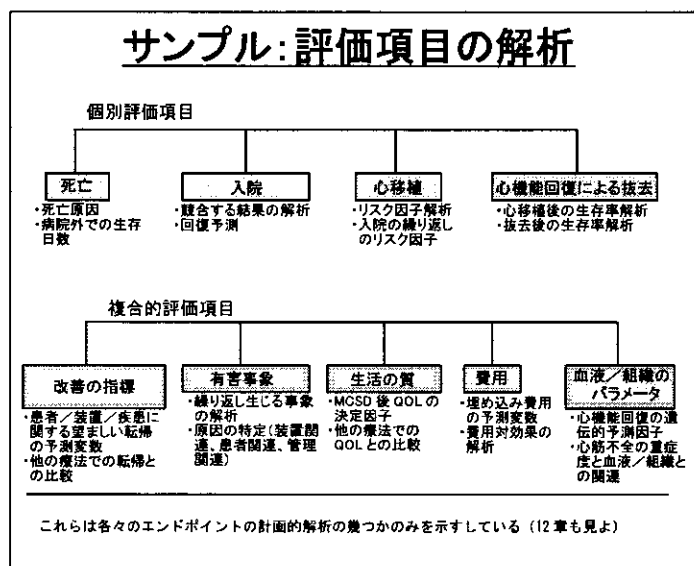 サンプル：評価項目の解析
個別評価項目
死亡
・死亡原因
・病院外での生存
日数
入院
・競合する結果の解析
・回復予測
心移植
・リスク因子解析
・入院の繰り返し
のリスク因子
心機能回復による抜去
・心移植後の生存率解析
・抜去後の生存率解析
複合的評価項目
改善の指標
・患者／装置／疾患に
関する望ましい転帰
の予測変数
・他の療法での転帰と
の比較
有害事象
・繰り返し生じる事象
の解析
・原因の特定（装置関
連、患者関連、管理
関連）
生活の質
・MCSD後QOLの
決定因子
・他の療法での
QOLとの比較
費用
・埋め込み費用
の予測変数
・費用対効果の
解析
血液／組織の
パラメータ
・心機能回復の遺
伝的予測因子
・心筋不全の重症
度と血液／組織と
の関連
これらは各々のエンドポイントの計画的解析の幾つかのみを示すしている（12章も見よ）